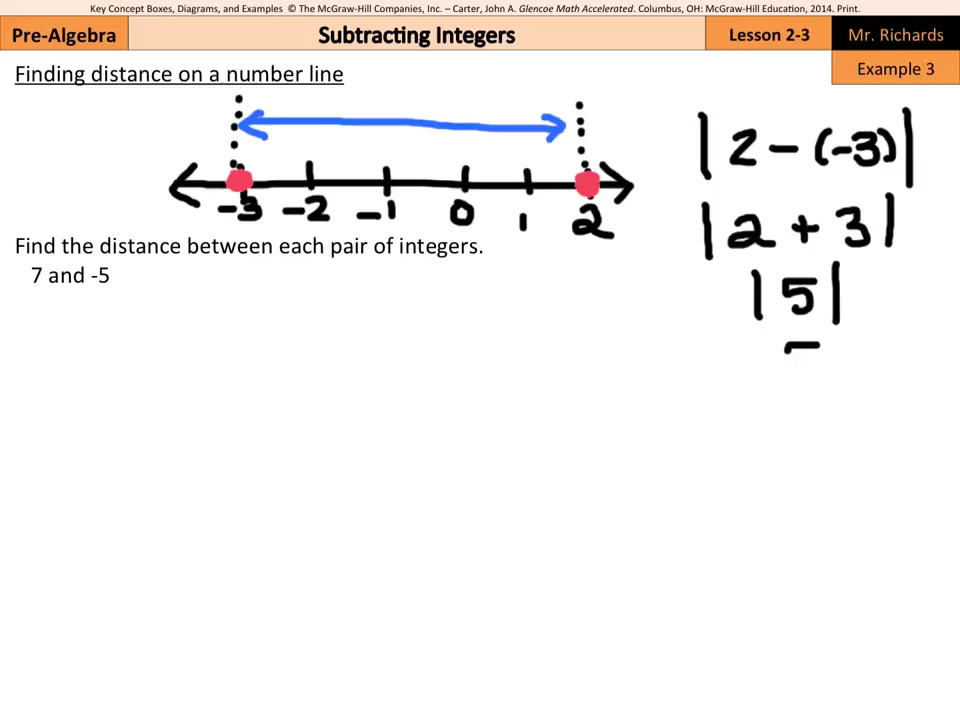 Key Concept Boxes, Diagrams, and Examples © The McGraw-Hill Companies, Inc. – Carter, John A. Glencoe Math Accelerated. Columbus, OH: McGraw-Hill Education, 2014. Print.
Pre-Algebra Subtracting Integers Lesson 2-3 Mr. Richards
Example 3
Finding distance on a number line
|2 - (-3)|
-3 -2 -1 0 1 2
|2 + 3|
Find the distance between each pair of integers.
7 and -5
|5|